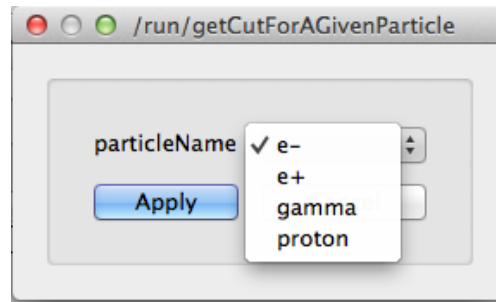 /run/getCutForAGivenParticle
particleName ✓ e-
e+
Apply
gamma
proton